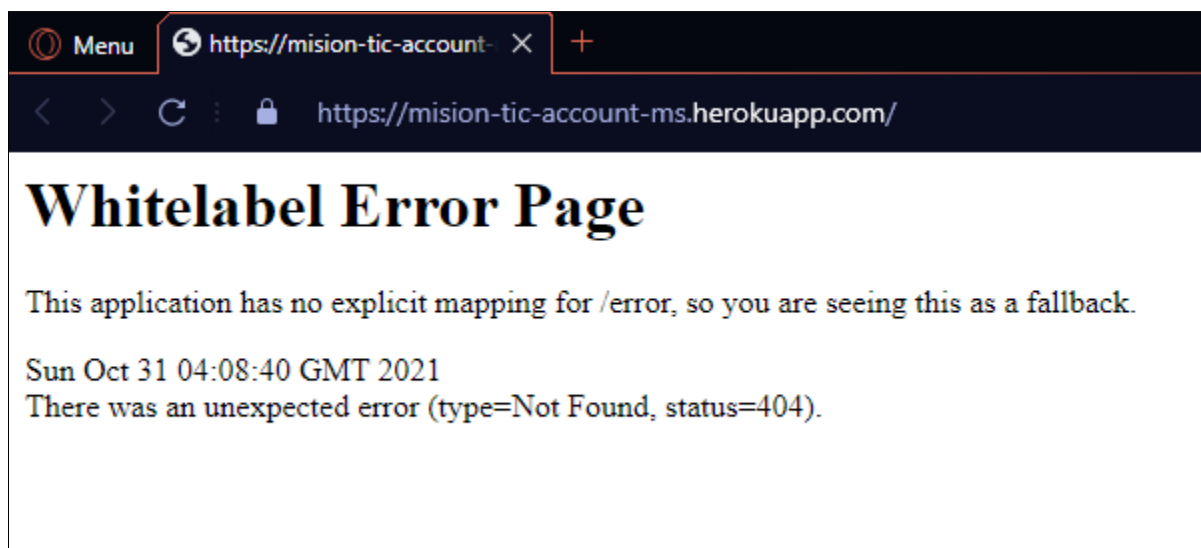 Menu
https://mision-tic-account-
https://mision-tic-account-ms.herokuapp.com/
Whitelabel Error Page
This application has no explicit mapping for /error, so you are seeing this as a fallback.
Sun Oct 31 04:08:40 GMT 2021
There was an unexpected error (type=Not Found, status=404).